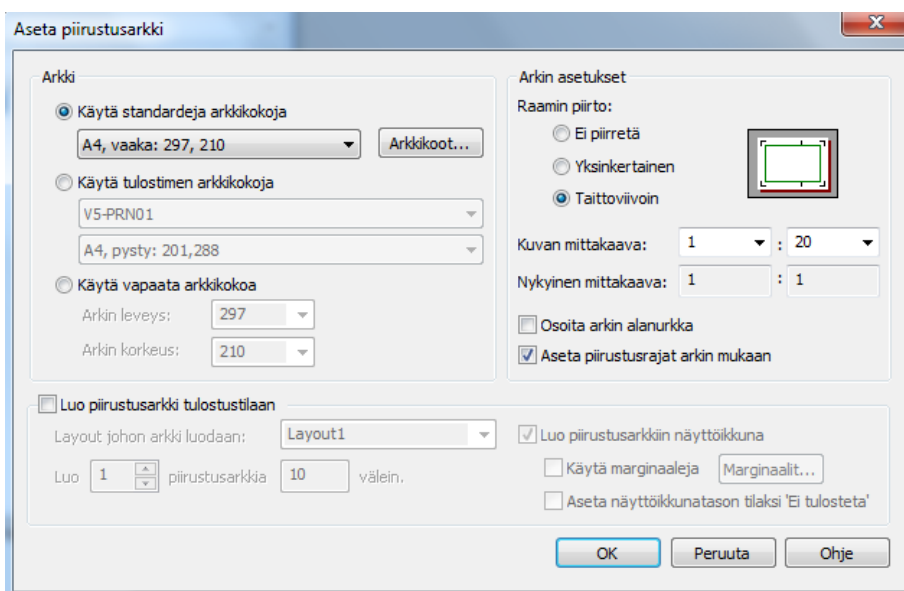 Aseta piirustusarkki
Arkki
Käytä standardeja arkkikokoja
A4, vaaka: 297, 210
Arkkikoot...
Käytä tulostimen arkkikokoja
V5-PRN01
A4, pysty: 201,288
Käytä vapaata arkkikokoa
Arkin leveys: 297
Arkin korkeus: 210
Arkin asetukset
Raamin piirto:
Ei piirretä
Yksinkertainen
Taittoviivoin
Kuvan mittakaava: 1 : 20
Nykyinen mittakaava: 1 : 1
Osoita arkin alanurkka
Aseta piirustusrajat arkin mukaan
Luo piirustusarkki tulostustilaan
Layout johon arkki luodaan: Layout1
Luo 1 piirustusarkkia 10 välein.
Luo piirustusarkkiin näyttöikkuna
Käytä marginaaleja Marginaalit...
Aseta näyttöikkunatason tilaksi 'Ei tulosteta'
OK Peruuta Ohje